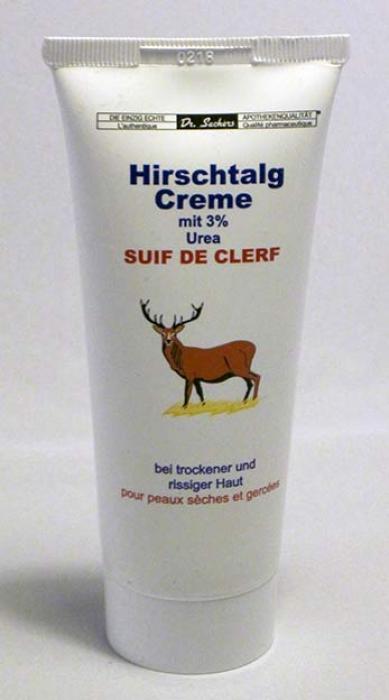 0216
DIE EINZIG ECHTE
L'authentique
Dr. Sachers
APOTHEKENQUALITÄT
Qualité pharmaceutique
Hirschtalg
Creme
mit 3%
Urea
SUIF DE CLERF
bei trockener und
rissiger Haut
pour peaux sèches et gercées